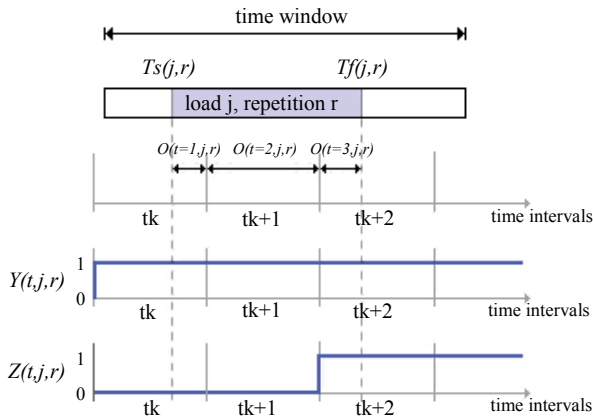 time window
Ts(j,r) Tf(j,r)
load j, repetition r
O(t=1,j,r) O(t=2,j,r) O(t=3,j,r)
tk tk+1 tk+2 time intervals
Y(t,j,r) 1 0
tk tk+1 tk+2 time intervals
Z(t,j,r) 1 0
tk tk+1 tk+2 time intervals